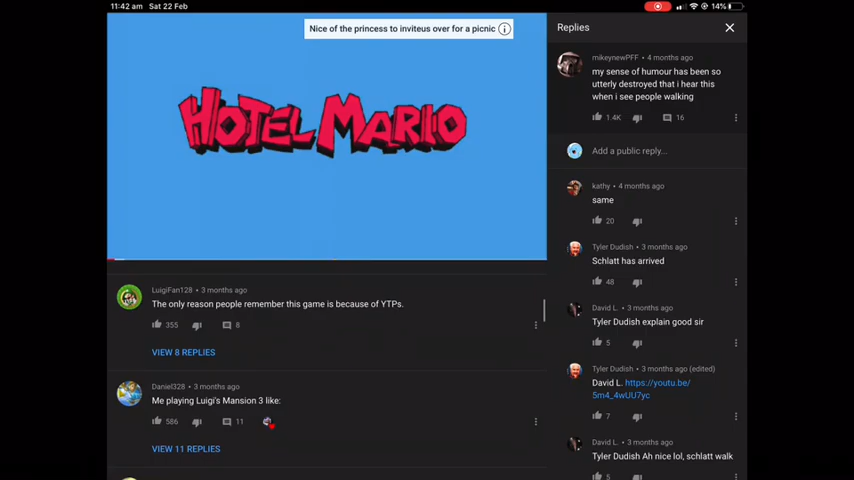 11:42 am Sat 22 Feb
14%
Nice of the princess to inviteus over for a picnic
HOTEL MARIO
LuigiFan128 • 3 months ago
The only reason people remember this game is because of YTPs.
355 8
VIEW 8 REPLIES
Daniel328 • 3 months ago
Me playing Luigi's Mansion 3 like:
586 11
VIEW 11 REPLIES
Replies
mikeynewPFF • 4 months ago
my sense of humour has been so
utterly destroyed that i hear this
when i see people walking
1.4K 16
Add a public reply...
kathy • 4 months ago
same
20
Tyler Dudish • 3 months ago
Schlatt has arrived
48
David L. • 3 months ago
Tyler Dudish explain good sir
5
Tyler Dudish • 3 months ago (edited)
David L. https://youtu.be/
5m4_4wUU7yc
7
David L. • 3 months ago
Tyler Dudish Ah nice lol, schlatt walk
5